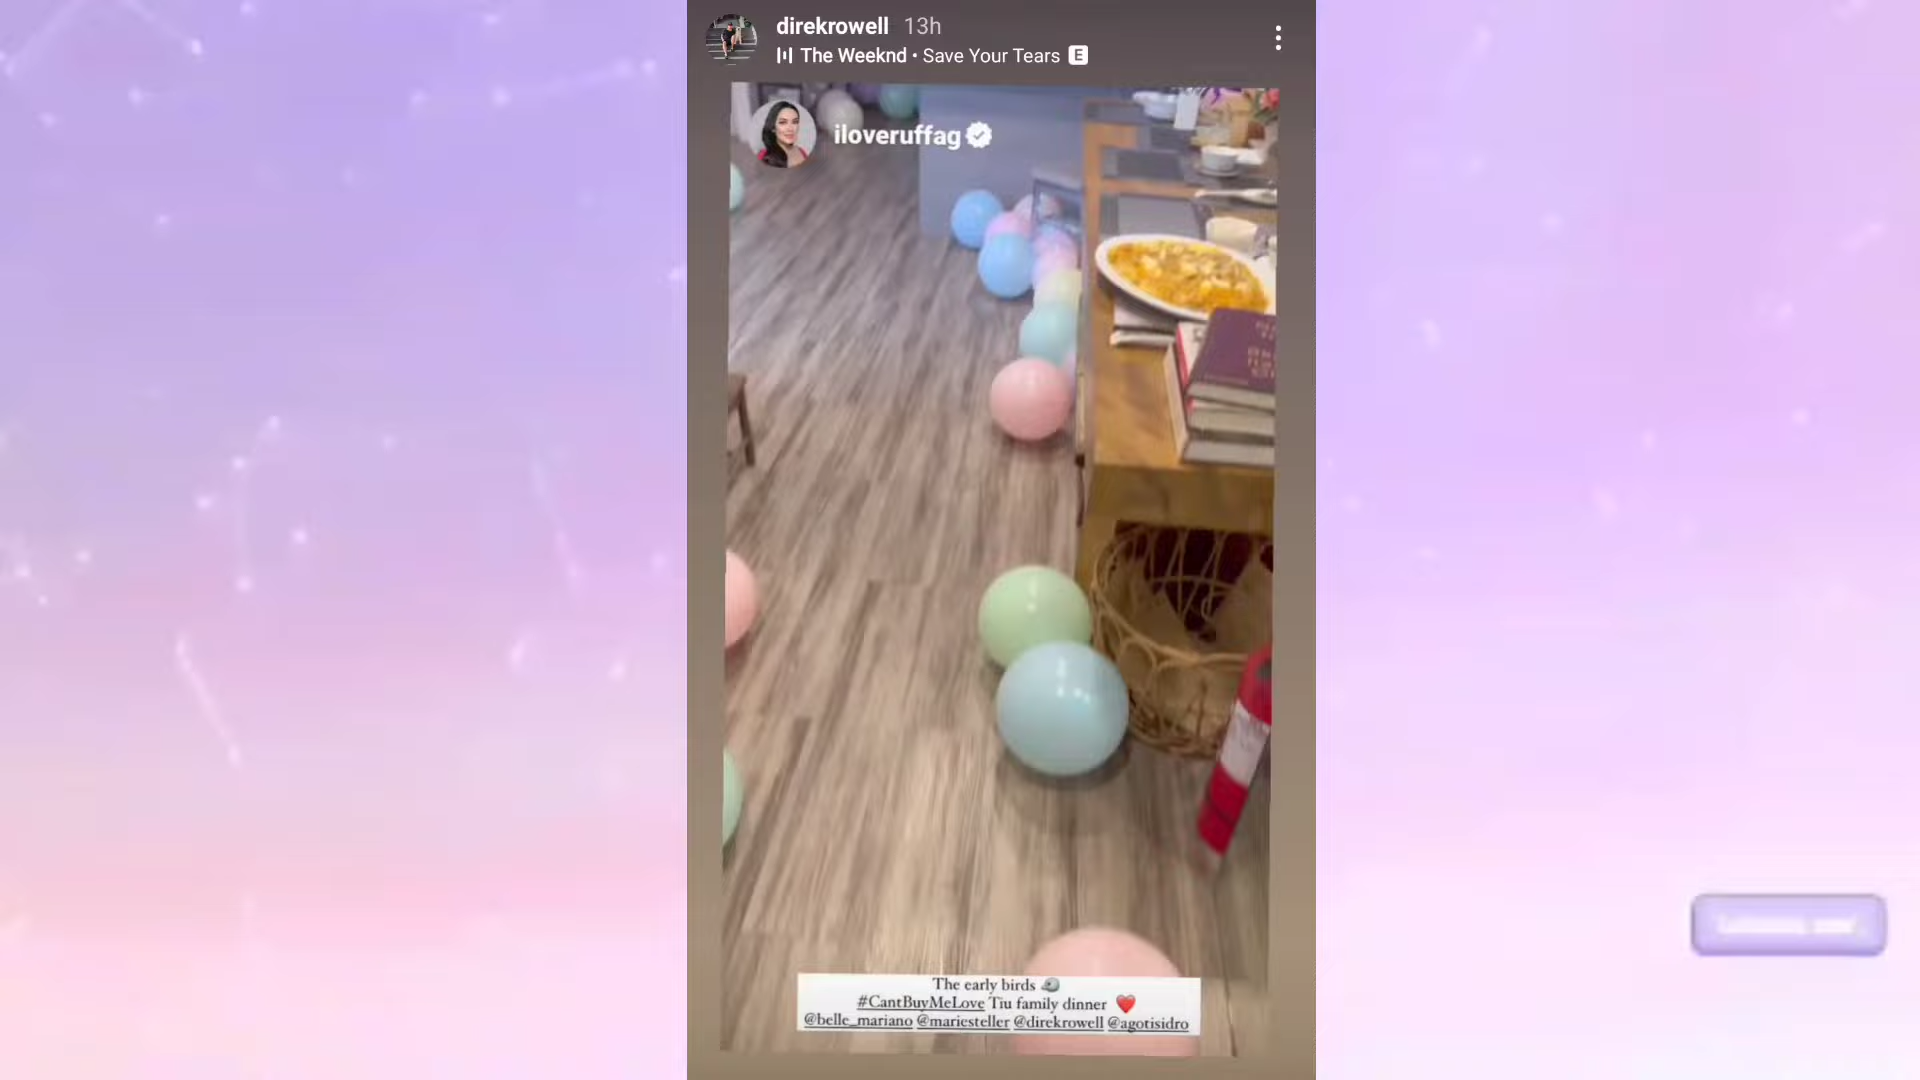 direkrowell 13h
The Weeknd • Save Your Tears E
iloveruffag
The early birds
#CantBuyMeLove Tiu family dinner ❤️
@belle_mariano @mariesteller @direkrowell @agotisidro